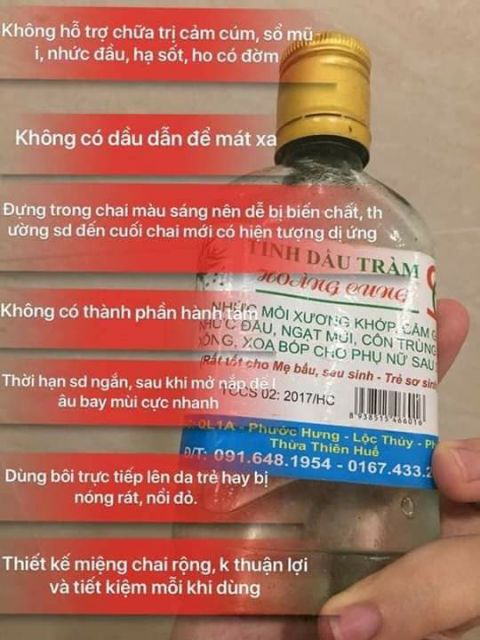 Không hỗ trợ chữa trị cảm cúm, sổ mũ
i, nhức đầu, hạ sốt, ho có đờm
Không có dầu dẫn để mát xa
Đựng trong chai màu sáng nên dễ bị biến chất, th
ường sd đến cuối chai mới có hiện tượng dị ứng
TINH DẦU TRÀM
Hoàng Cung
Không có thành phần hành tăm
NHỨC MỎI XƯƠNG KHỚP, CẢM
NHỨC ĐẦU, NGẠT MŨI, CÔN TRÙNG
XOA BÓP CHO PHỤ NỮ SAU
(Rất tốt cho Mẹ bầu, sau sinh - Trẻ sơ sinh
Thời hạn sd ngắn, sau khi mở nắp để l
âu bay mùi cực nhanh
TCCS 02: 2017/HC
8 938515 466016
QL1A - Phước Hưng - Lộc Thủy - Ph
Thừa Thiên Huế
Đ/T: 091.648.1954 - 0167.433.2
Dùng bôi trực tiếp lên da trẻ hay bị
nóng rát, nổi đỏ.
Thiết kế miệng chai rộng, k thuận lợi
và tiết kiệm mỗi khi dùng